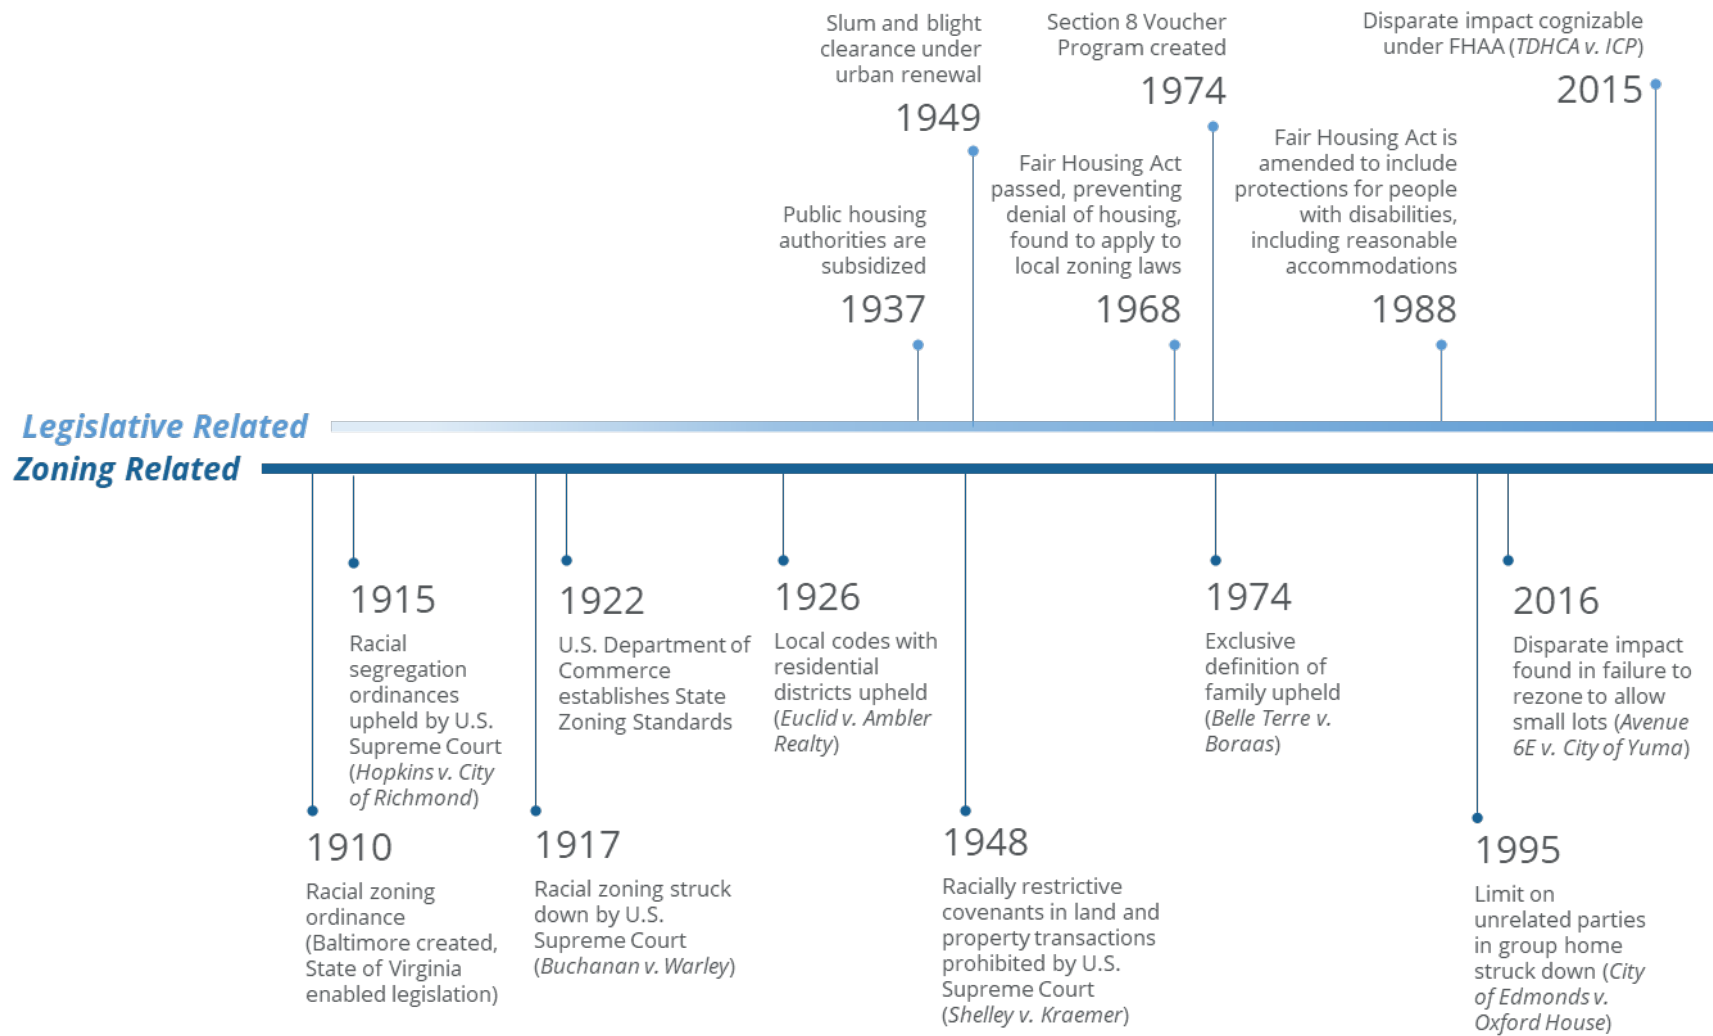 Slum and blight
clearance under
urban renewal
1949
Section 8 Voucher
Program created
1974
Disparate impact cognizable
under FHAA (TDHCA v. ICP)
2015
Public housing
authorities are
subsidized
1937
Fair Housing Act
passed, preventing
denial of housing,
found to apply to
local zoning laws
1968
Fair Housing Act is
amended to include
protections for people
with disabilities,
including reasonable
accommodations
1988
Legislative Related
Zoning Related
1915
Racial
segregation
ordinances
upheld by U.S.
Supreme Court
(Hopkins v. City
of Richmond)
1922
U.S. Department of
Commerce
establishes State
Zoning Standards
1926
Local codes with
residential
districts upheld
(Euclid v. Ambler
Realty)
1974
Exclusive
definition of
family upheld
(Belle Terre v.
Boraas)
2016
Disparate impact
found in failure to
rezone to allow
small lots (Avenue
6E v. City of Yuma)
1910
Racial zoning
ordinance
(Baltimore created,
State of Virginia
enabled legislation)
1917
Racial zoning struck
down by U.S.
Supreme Court
(Buchanan v. Warley)
1948
Racially restrictive
covenants in land and
property transactions
prohibited by U.S.
Supreme Court
(Shelley v. Kraemer)
1995
Limit on
unrelated parties
in group home
struck down (City
of Edmonds v.
Oxford House)